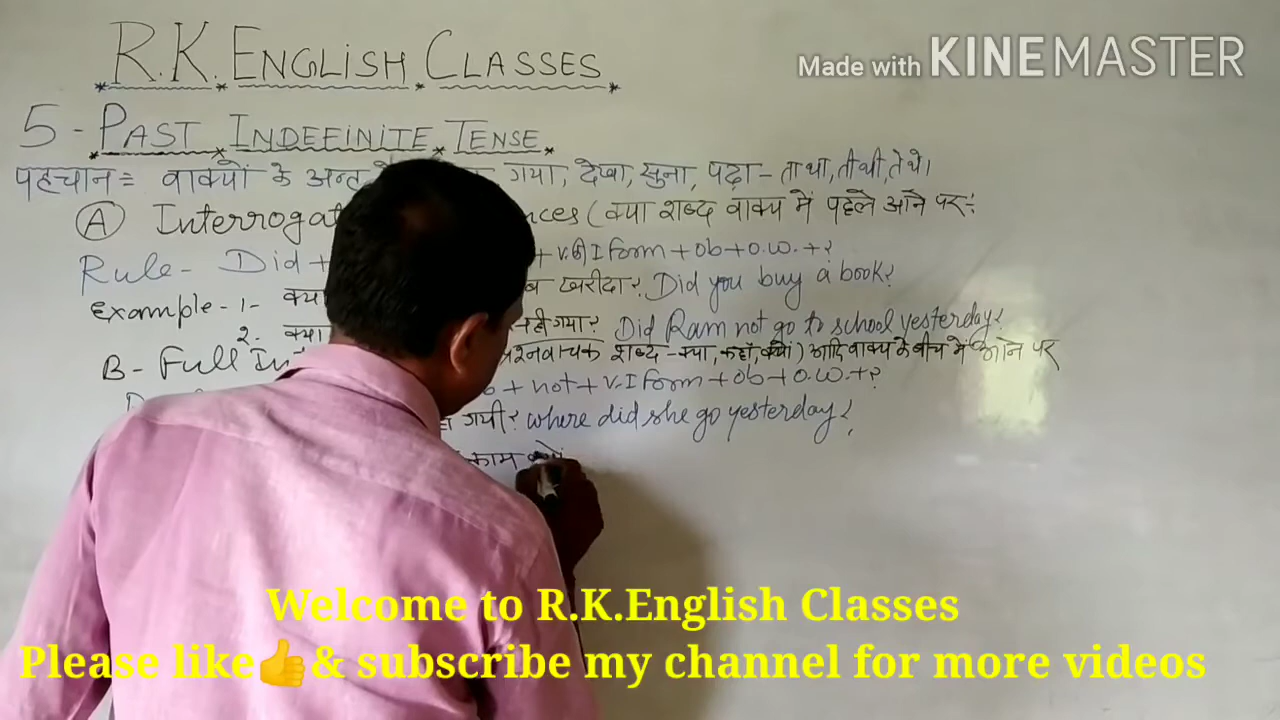 R.K. ENGLISH CLASSES
Made with KINEMASTER
5 - PAST INDEFINITE TENSE
पहचान = वाक्यों के अन्त गया, देखा, सुना, पढ़ा - ता था, ती थी, ते थे।
A Interrogat nces (क्या शब्द वाक्य में पहले आने पर :
Rule - Did + + V. की I form + ob + o.w. + ?
Example - 1 - क्या खरीदा ? Did you buy a book ?
2 - क्या नही गया ? Did Ram not go to school yesterday ?
B - Full In प्रश्नवाचक शब्द - क्या, कहाँ, क्यों ) आदि वाक्य के बीच में आने पर
+ not + V. I form + ob + o.w. + ?
गयी ? where did she go yesterday ?
काम
Welcome to R.K.English Classes
Please like👍& subscribe my channel for more videos